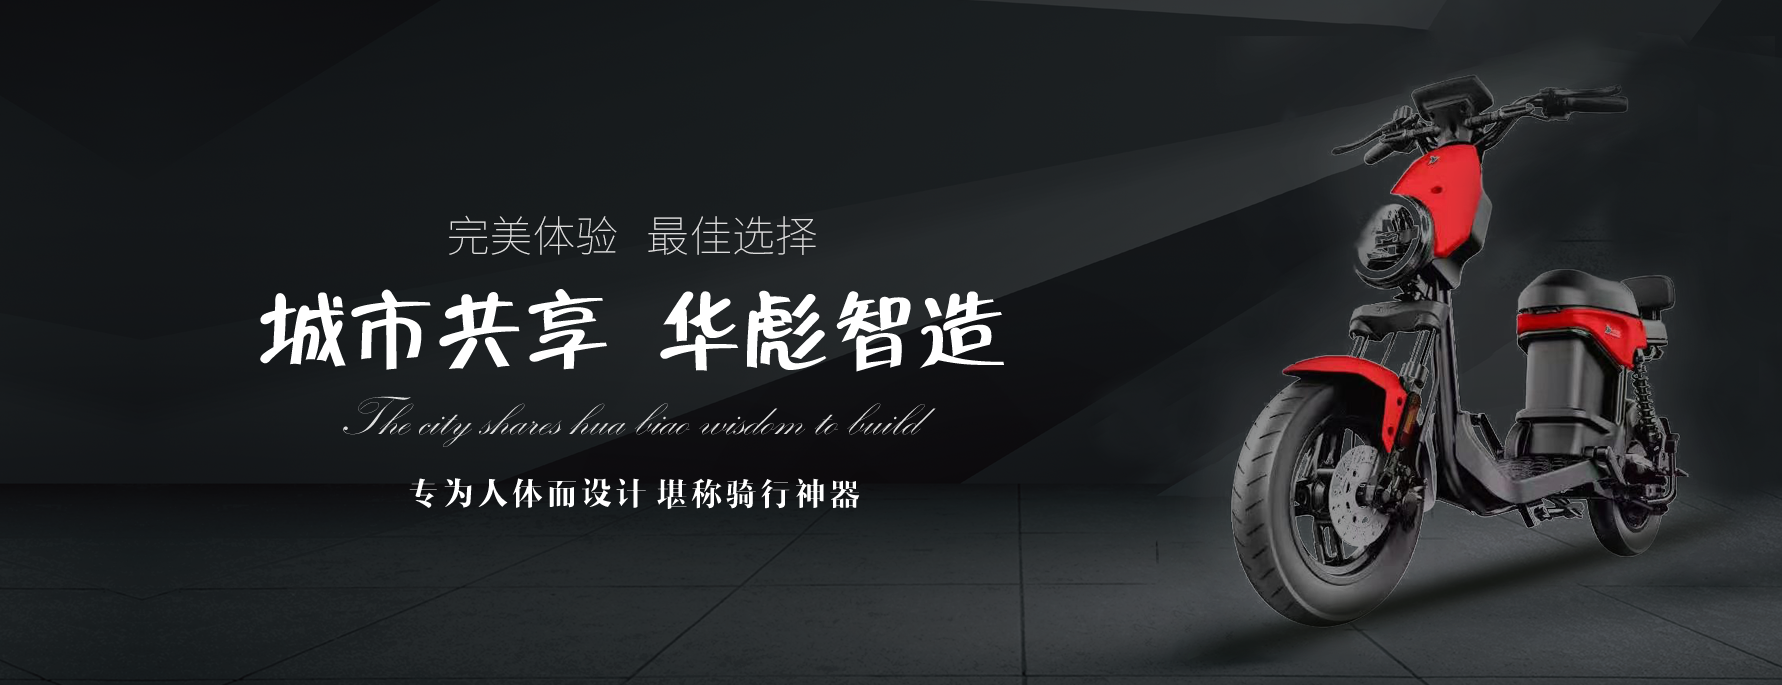 完美体验 最佳选择
城市共享 华彪智造
The city shares hua biao wisdom to build
专为人体而设计 堪称骑行神器